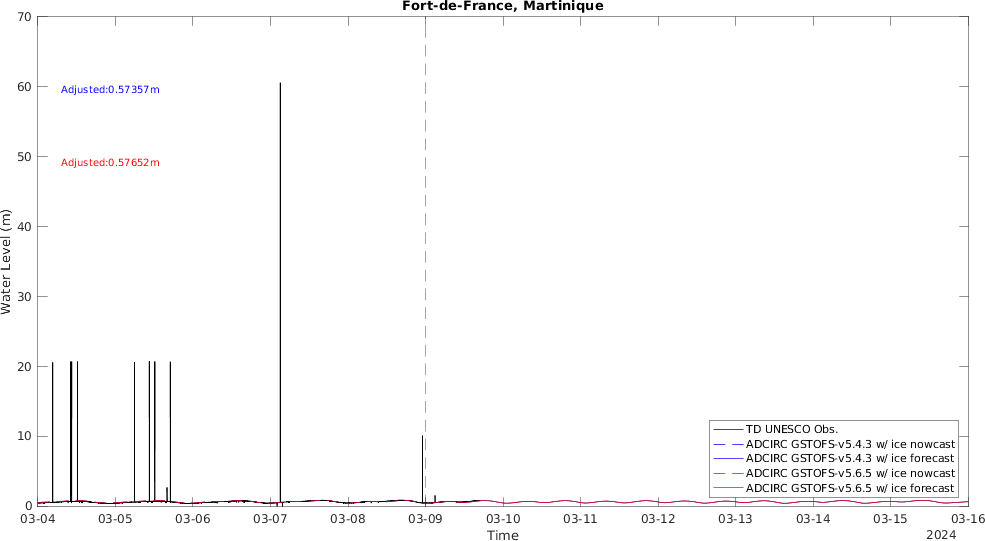 Fort-de-France, Martinique
70
60
50
40
30
20
10
0
Water Level (m)
Adjusted:0.57357m
Adjusted:0.57652m
TD UNESCO Obs.
ADCIRC GSTOFS-v5.4.3 w/ ice nowcast
ADCIRC GSTOFS-v5.4.3 w/ ice forecast
ADCIRC GSTOFS-v5.6.5 w/ ice nowcast
ADCIRC GSTOFS-v5.6.5 w/ ice forecast
03-04 03-05 03-06 03-07 03-08 03-09 03-10 03-11 03-12 03-13 03-14 03-15 03-16
Time
2024